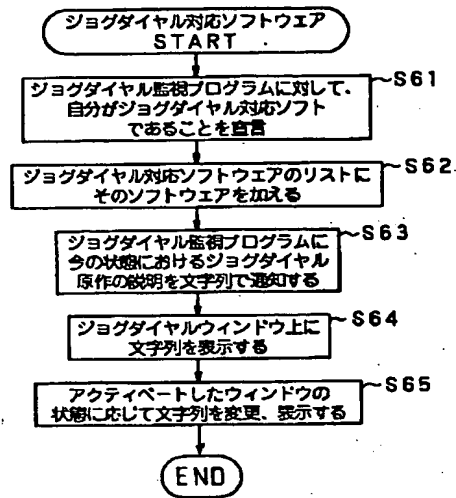 ジョグダイヤル対応ソフトウェア
START
S61
ジョグダイヤル監視プログラムに対して、
自分がジョグダイヤル対応ソフト
であることを宣言
S62
ジョグダイヤル対応ソフトウェアのリストに
そのソフトウェアを加える
S63
ジョグダイヤル監視プログラムに
今の状態におけるジョグダイヤル
原作の説明を文字列で通知する
S64
ジョグダイヤルウィンドウ上に
文字列を表示する
S65
アクティベートしたウィンドウの
状態に応じて文字列を変更、表示する
END